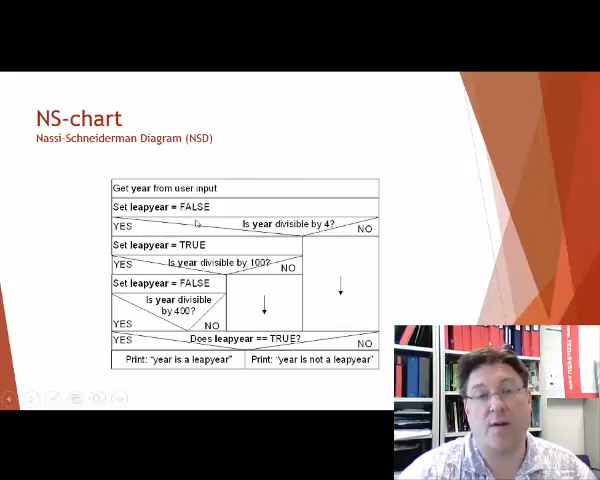 NS-chart
Nassi-Schneiderman Diagram (NSD)
Get year from user input
Set leapyear = FALSE
YES
Is year divisible by 4?
NO
Set leapyear = TRUE
YES
Is year divisible by 100?
NO
Set leapyear = FALSE
Is year divisible
by 400?
YES
NO
YES
Does leapyear == TRUE?
NO
Print: "year is a leapyear"
Print: "year is not a leapyear"